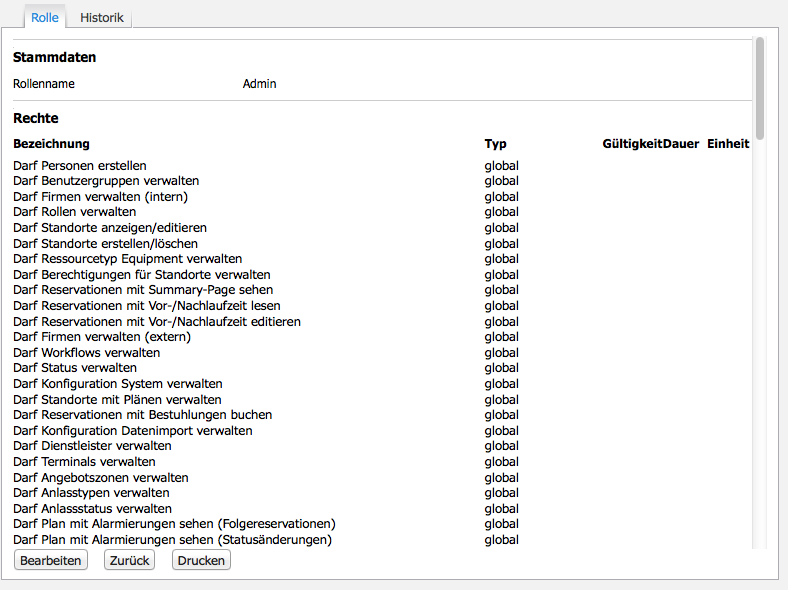 Rolle Historik
Stammdaten
Rollenname Admin
Rechte
Bezeichnung Typ GültigkeitDauer Einheit
Darf Personen erstellen global
Darf Benutzergruppen verwalten global
Darf Firmen verwalten (intern) global
Darf Rollen verwalten global
Darf Standorte anzeigen/editieren global
Darf Standorte erstellen/löschen global
Darf Ressourcetyp Equipment verwalten global
Darf Berechtigungen für Standorte verwalten global
Darf Reservationen mit Summary-Page sehen global
Darf Reservationen mit Vor-/Nachlaufzeit lesen global
Darf Reservationen mit Vor-/Nachlaufzeit editieren global
Darf Firmen verwalten (extern) global
Darf Workflows verwalten global
Darf Status verwalten global
Darf Konfiguration System verwalten global
Darf Standorte mit Plänen verwalten global
Darf Reservationen mit Bestuhlungen buchen global
Darf Konfiguration Datenimport verwalten global
Darf Dienstleister verwalten global
Darf Terminals verwalten global
Darf Angebotszonen verwalten global
Darf Anlasstypen verwalten global
Darf Anlassstatus verwalten global
Darf Plan mit Alarmierungen sehen (Folgereservationen) global
Darf Plan mit Alarmierungen sehen (Statusänderungen) global
Bearbeiten Zurück Drucken